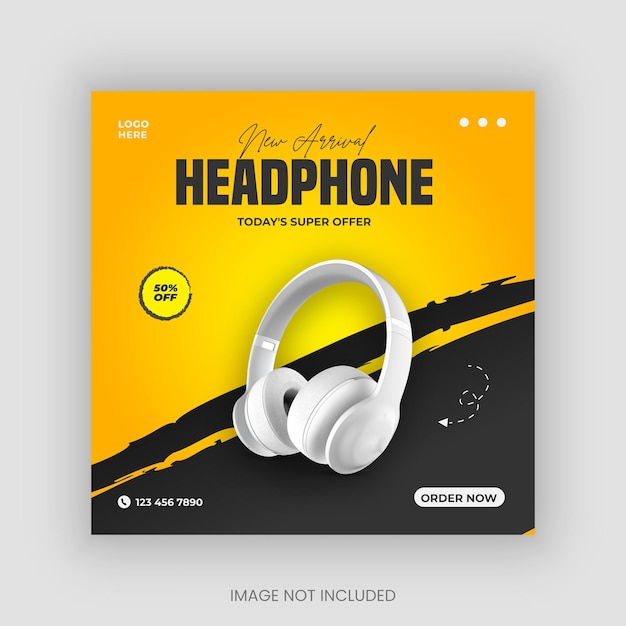 LOGO
HERE
New Arrival
HEADPHONE
TODAY'S SUPER OFFER
50%
OFF
123 456 7890
ORDER NOW
IMAGE NOT INCLUDED